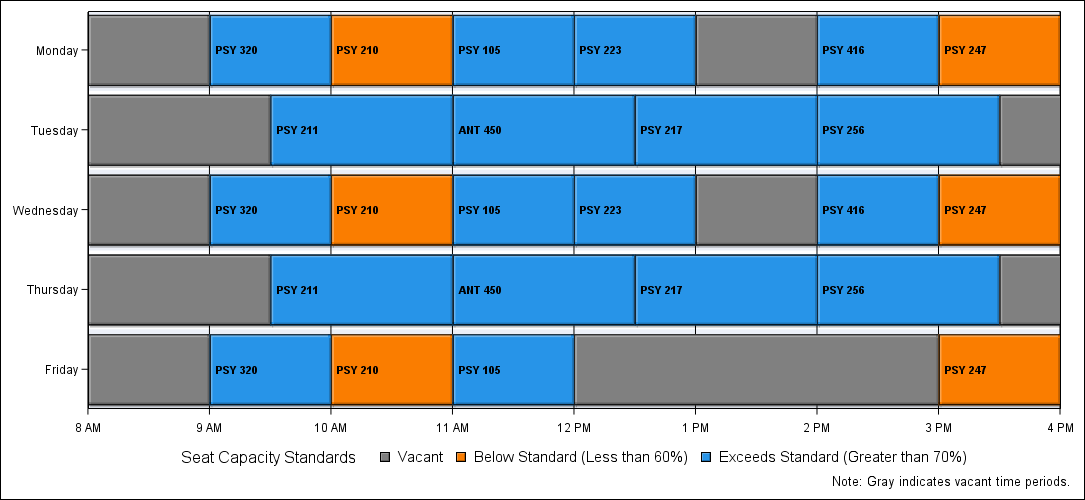 Monday PSY 320 PSY 210 PSY 105 PSY 223 PSY 416 PSY 247
Tuesday PSY 211 ANT 450 PSY 217 PSY 256
Wednesday PSY 320 PSY 210 PSY 105 PSY 223 PSY 416 PSY 247
Thursday PSY 211 ANT 450 PSY 217 PSY 256
Friday PSY 320 PSY 210 PSY 105 PSY 247
8 AM 9 AM 10 AM 11 AM 12 PM 1 PM 2 PM 3 PM 4 PM
Seat Capacity Standards Vacant Below Standard (Less than 60%) Exceeds Standard (Greater than 70%)
Note: Gray indicates vacant time periods.